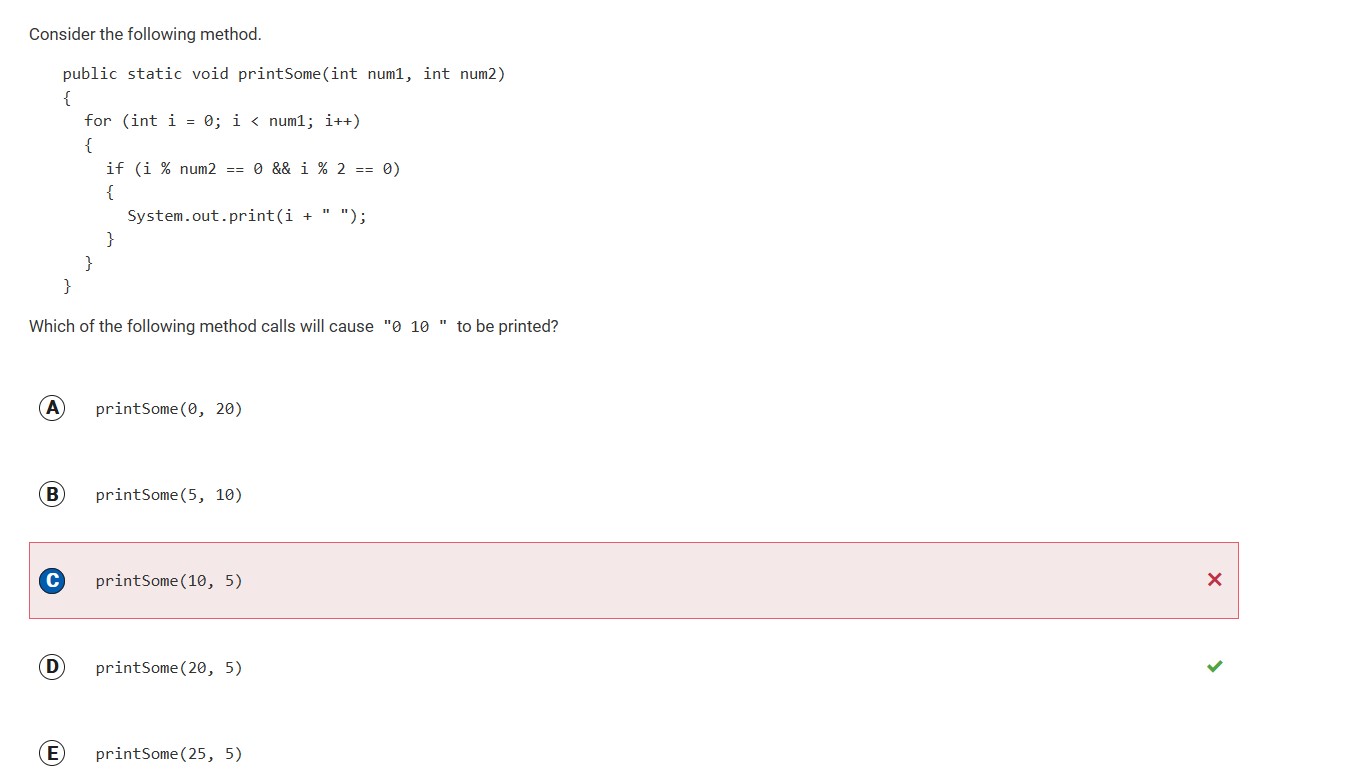 Consider the following method.
public static void printSome(int num1, int num2)
{
for (int i = 0; i < num1; i++)
{
if (i % num2 == 0 && i % 2 == 0)
{
System.out.print(i + " ");
}
}
}
Which of the following method calls will cause "0 10 " to be printed?
A printSome(0, 20)
B printSome(5, 10)
C printSome(10, 5)
D printSome(20, 5)
E printSome(25, 5)